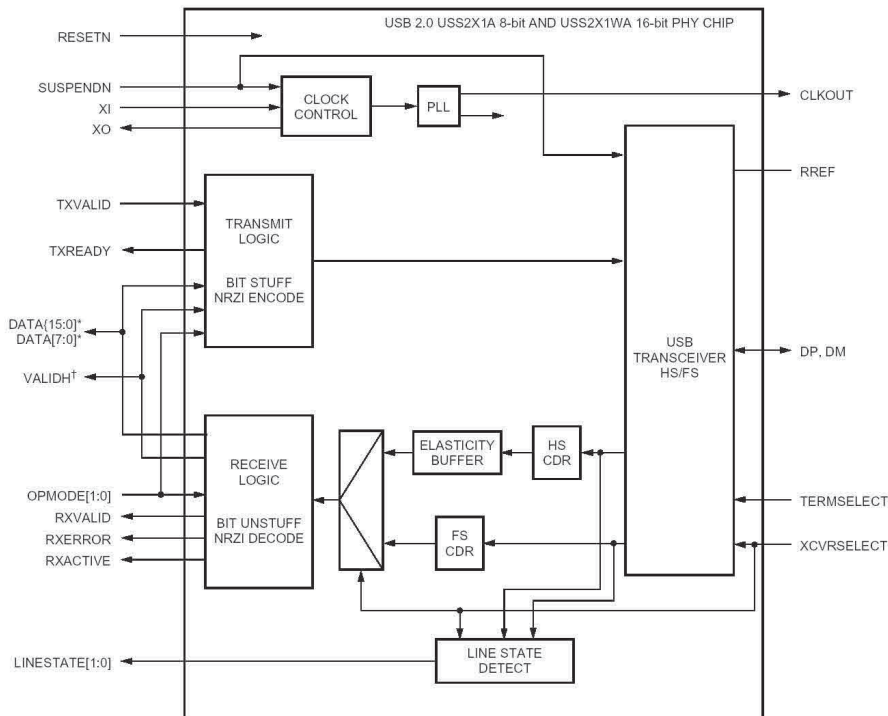 USB 2.0 USS2X1A 8-bit AND USS2X1WA 16-bit PHY CHIP
RESETN
SUSPENDN
XI
XO
CLOCK
CONTROL
PLL
CLKOUT
RREF
TXVALID
TXREADY
TRANSMIT
LOGIC
BIT STUFF
NRZI ENCODE
DATA{15:0]*
DATA[7:0]*
VALIDH†
USB
TRANSCEIVER
HS/FS
DP, DM
RECEIVE
LOGIC
BIT UNSTUFF
NRZI DECODE
ELASTICITY
BUFFER
HS
CDR
FS
CDR
OPMODE[1:0]
RXVALID
RXERROR
RXACTIVE
TERMSELECT
XCVRSELECT
LINESTATE[1:0]
LINE STATE
DETECT